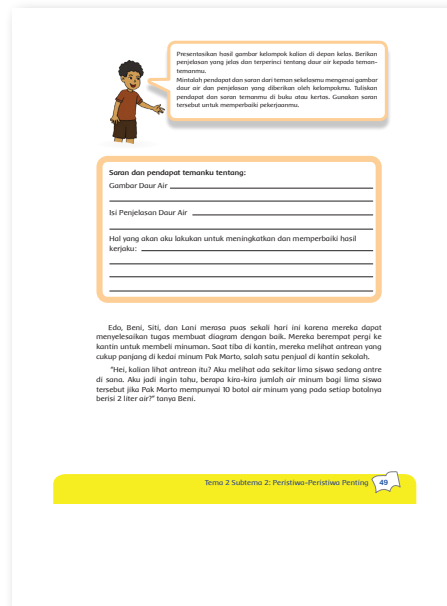 Presentasikan hasil gambar kelompok kalian di depan kelas. Berikan
penjelasan yang jelas dan terperinci tentang daur air kepada teman-
temanmu.
Mintalah pendapat dan saran dari teman sekelasmu mengenai gambar
daur air dan penjelasan yang diberikan oleh kelompokmu. Tuliskan
pendapat dan saran temanmu di buku atau kertas. Gunakan saran
tersebut untuk memperbaiki pekerjaanmu.
Saran dan pendapat temanku tentang:
Gambar Daur Air
Isi Penjelasan Daur Air
Hal yang akan aku lakukan untuk meningkatkan dan memperbaiki hasil
kerjaku:
Edo, Beni, Siti, dan Lani merasa puas sekali hari ini karena mereka dapat
menyelesaikan tugas membuat diagram dengan baik. Mereka berempat pergi ke
kantin untuk membeli minuman. Saat tiba di kantin, mereka melihat antrean yang
cukup panjang di kedai minum Pak Marto, salah satu penjual di kantin sekolah.
"Hei, kalian lihat antrean itu? Aku melihat ada sekitar lima siswa sedang antre
di sana. Aku jadi ingin tahu, berapa kira-kira jumlah air minum bagi lima siswa
tersebut jika Pak Marto mempunyai 10 botol air minum yang pada setiap botolnya
berisi 2 liter air?" tanya Beni.
Tema 2 Subtema 2: Peristiwa-Peristiwa Penting
49